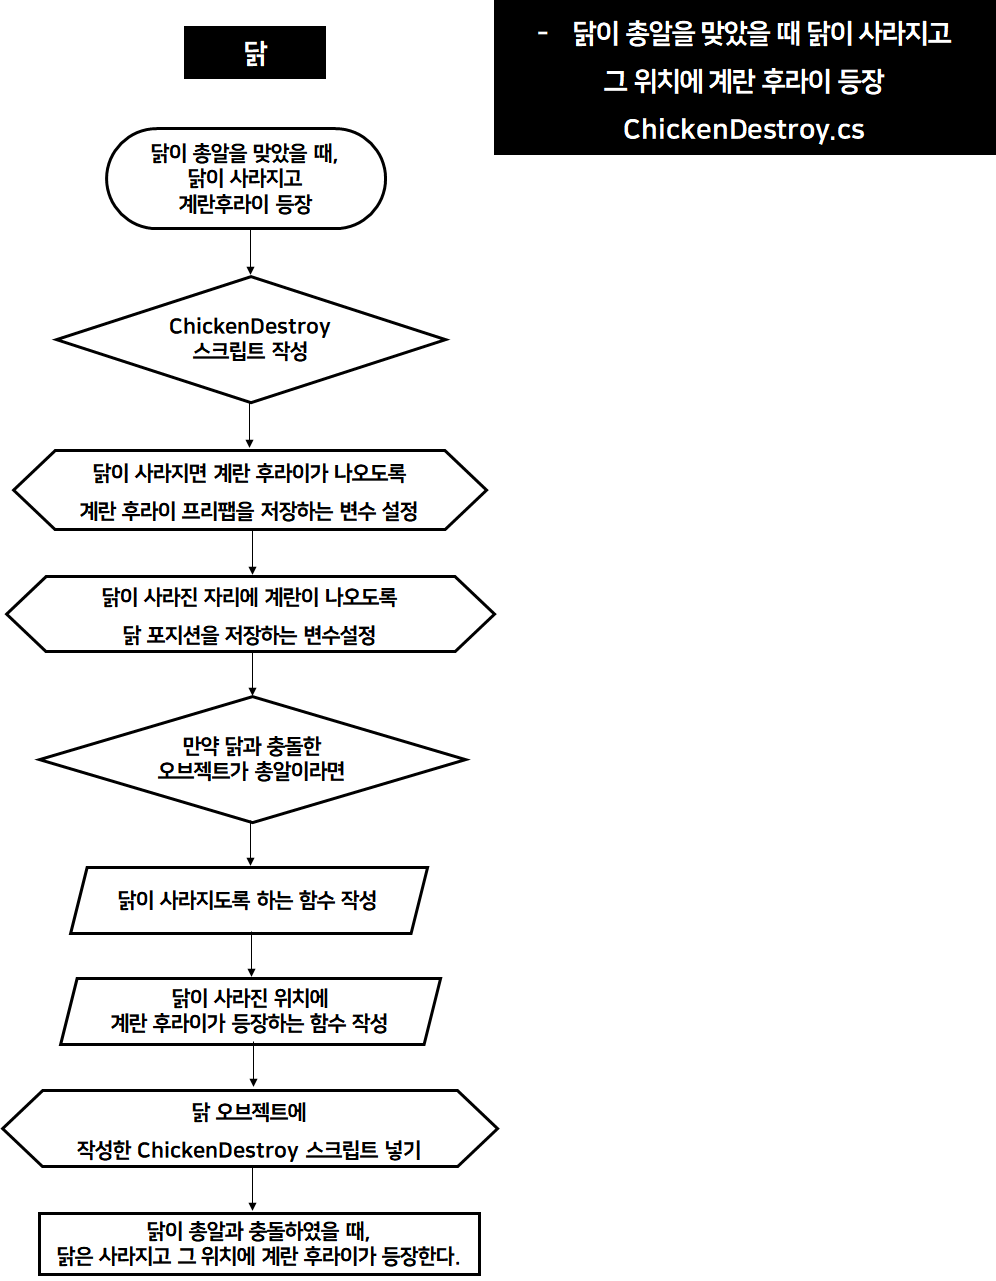 닭
- 닭이 총알을 맞았을 때 닭이 사라지고
그 위치에 계란 후라이 등장
ChickenDestroy.cs
닭이 총알을 맞았을 때,
닭이 사라지고
계란후라이 등장
ChickenDestroy
스크립트 작성
닭이 사라지면 계란 후라이가 나오도록
계란 후라이 프리팹을 저장하는 변수 설정
닭이 사라진 자리에 계란이 나오도록
닭 포지션을 저장하는 변수설정
만약 닭과 충돌한
오브젝트가 총알이라면
닭이 사라지도록 하는 함수 작성
닭이 사라진 위치에
계란 후라이가 등장하는 함수 작성
닭 오브젝트에
작성한 ChickenDestroy 스크립트 넣기
닭이 총알과 충돌하였을 때,
닭은 사라지고 그 위치에 계란 후라이가 등장한다.